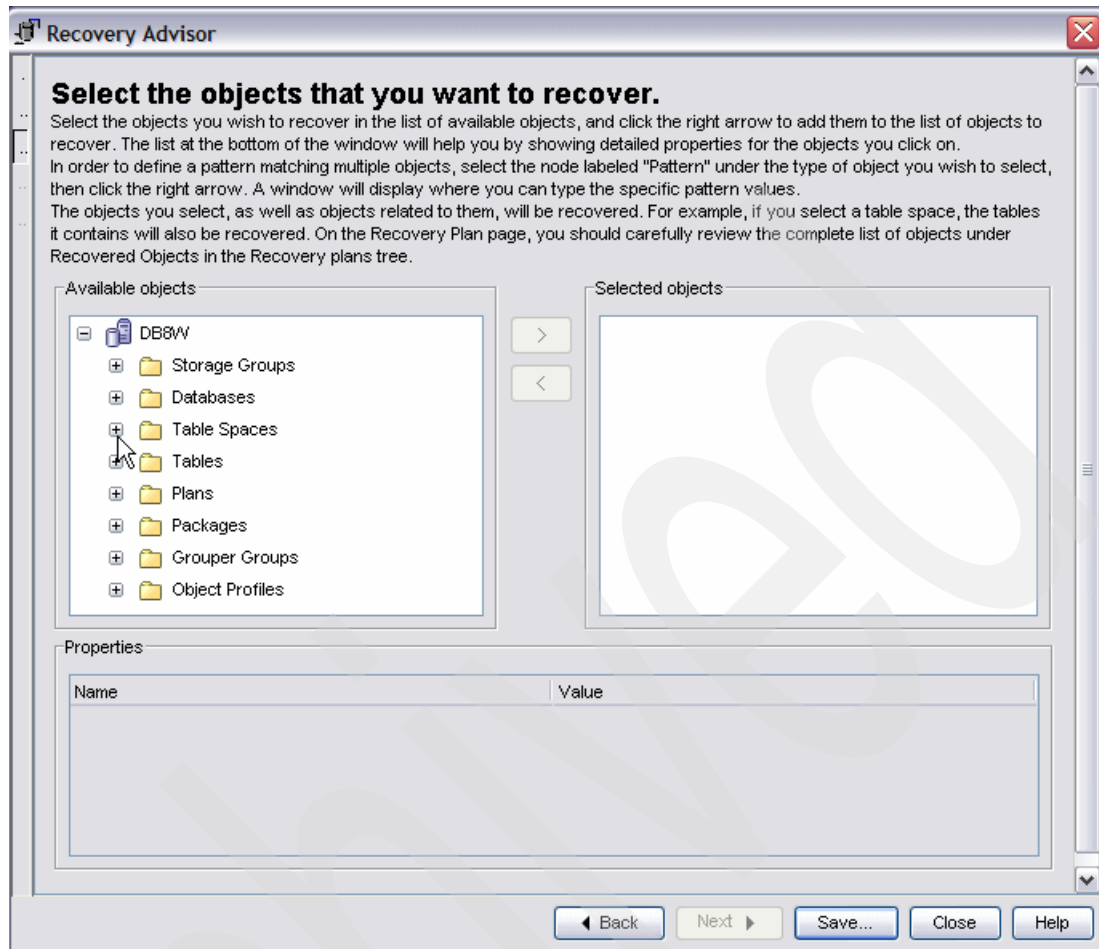 Recovery Advisor
Select the objects that you want to recover.
Select the objects you wish to recover in the list of available objects, and click the right arrow to add them to the list of objects to
recover. The list at the bottom of the window will help you by showing detailed properties for the objects you click on.
In order to define a pattern matching multiple objects, select the node labeled "Pattern" under the type of object you wish to select,
then click the right arrow. A window will display where you can type the specific pattern values.
The objects you select, as well as objects related to them, will be recovered. For example, if you select a table space, the tables
it contains will also be recovered. On the Recovery Plan page, you should carefully review the complete list of objects under
Recovered Objects in the Recovery plans tree.
Available objects
Selected objects
DB8W
Storage Groups
Databases
Table Spaces
Tables
Plans
Packages
Grouper Groups
Object Profiles
>
<
Properties
Name Value
Back Next Save... Close Help